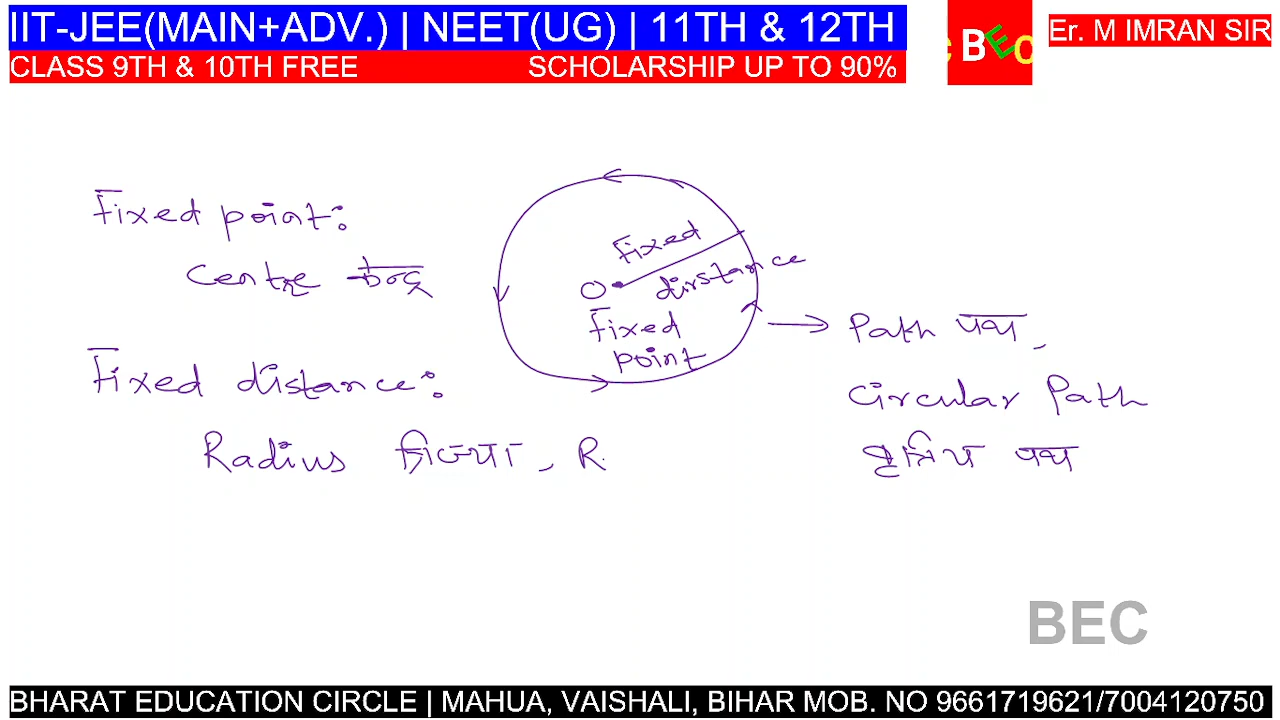 IIT-JEE(MAIN+ADV.) | NEET(UG) | 11TH & 12TH
CLASS 9TH & 10TH FREE SCHOLARSHIP UP TO 90%
C BEC
Er. M IMRAN SIR
Fixed point:
Centre केन्द्र
Fixed distance:
Radius त्रिज्या, R
Fixed
distance
O
Fixed
point
→ Path पथ,
Circular Path
वृत्रिय पथ
BEC
BHARAT EDUCATION CIRCLE | MAHUA, VAISHALI, BIHAR MOB. NO 9661719621/7004120750